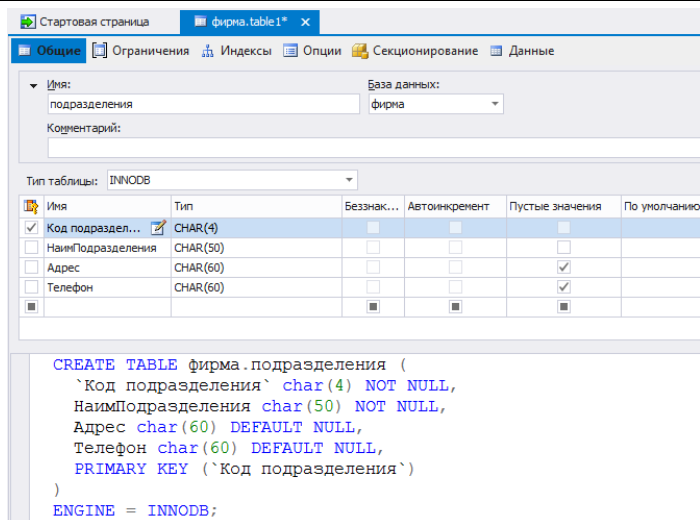 Стартовая страница фирма.table1* ×
Общие Ограничения Индексы Опции Секционирование Данные
Имя: База данных:
подразделения фирма
Комментарий:
Тип таблицы: INNODB
Имя Тип Беззнак... Автоинкремент Пустые значения По умолчанию
Код подраздел... CHAR(4)
НаимПодразделения CHAR(50)
Адрес CHAR(60)
Телефон CHAR(60)
CREATE TABLE фирма.подразделения (
`Код подразделения` char(4) NOT NULL,
НаимПодразделения char(50) NOT NULL,
Адрес char(60) DEFAULT NULL,
Телефон char(60) DEFAULT NULL,
PRIMARY KEY (`Код подразделения`)
)
ENGINE = INNODB;